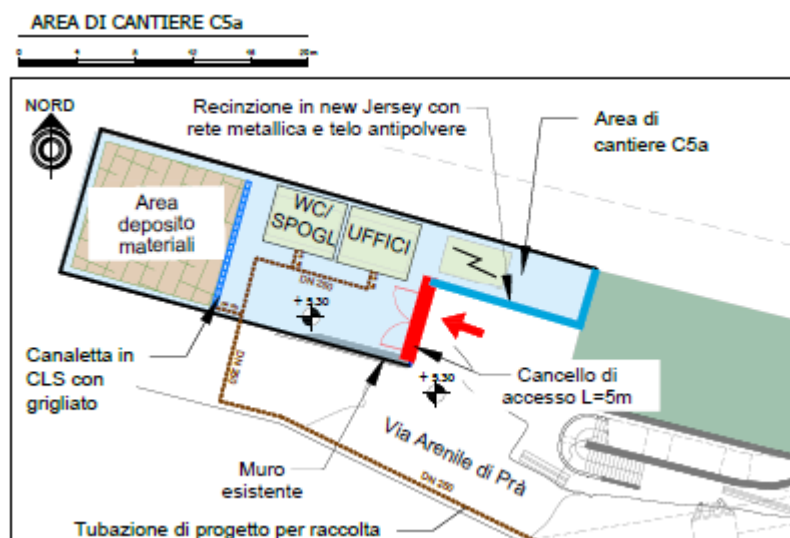 AREA DI CANTIERE C5a
0 4 8 12 16 20m
NORD
Recinzione in new Jersey con
rete metallica e telo antipolvere
Area di
cantiere C5a
Area
deposito
materiali
WC/
SPOGL
UFFICI
DN 250
+ 5.30
Canaletta in
CLS con
grigliato
DN 250
+ 5.30
Cancello di
accesso L=5m
Via Arenile di Prà
Muro
esistente
DN 250
Tubazione di progetto per raccolta